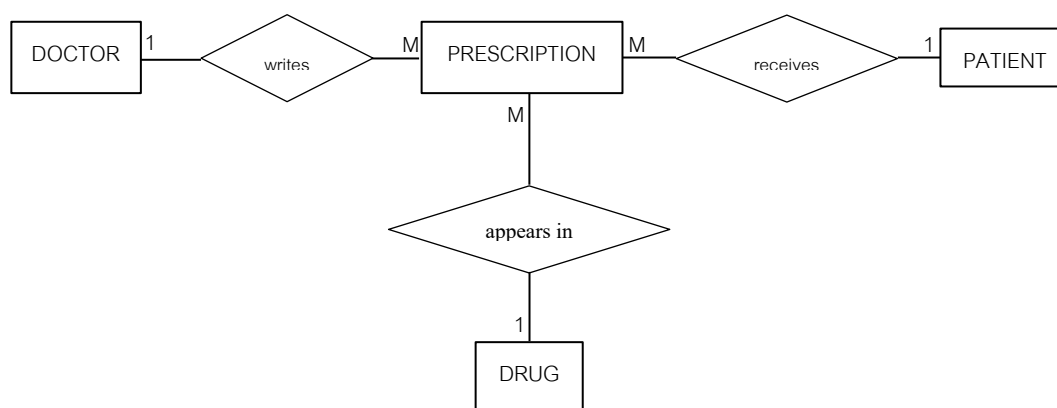 DOCTOR 1 writes M PRESCRIPTION M receives 1 PATIENT
M
appears in
1
DRUG